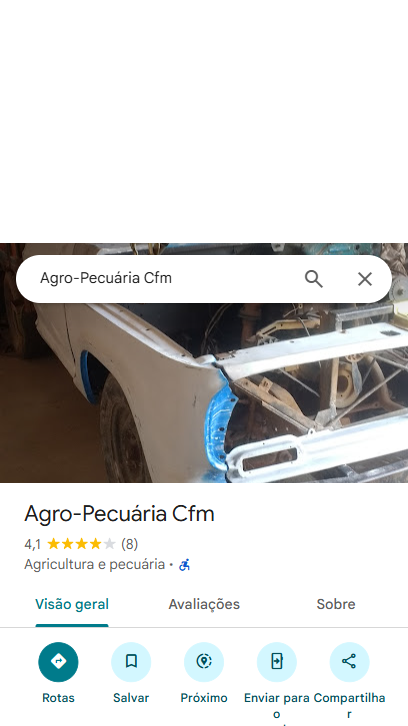 Agro-Pecuária Cfm
Agro-Pecuária Cfm
4,1 (8)
Agricultura e pecuária ·
Visão geral Avaliações Sobre
Rotas Salvar Próximo Enviar para Compartilha
o r